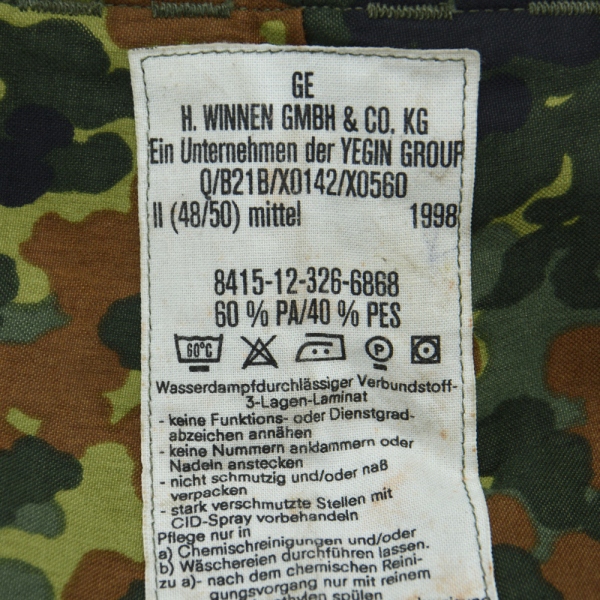 GE
H. WINNEN GMBH & CO. KG
Ein Unternehmen der YEGIN GROUP
Q/B21B/X0142/X0560
II (48/50) mittel 1998
8415-12-326-6868
60 % PA/40 % PES
60°C P
Wasserdampfdurchlässiger Verbundstoff-
3-Lagen-Laminat
- keine Funktions- oder Dienstgrad-
abzeichen annähen
- keine Nummern anklammern oder
Nadeln anstecken
- nicht schmutzig und/oder naß
verpacken
- stark verschmutzte Stellen mit
CID-Spray vorbehandeln
Pflege nur in
a) Chemischreinigungen und/oder
b) Wäschereien durchführen lassen.
zu a)- nach dem chemischen Reini-
gungsvorgang nur mit reinem
spülen